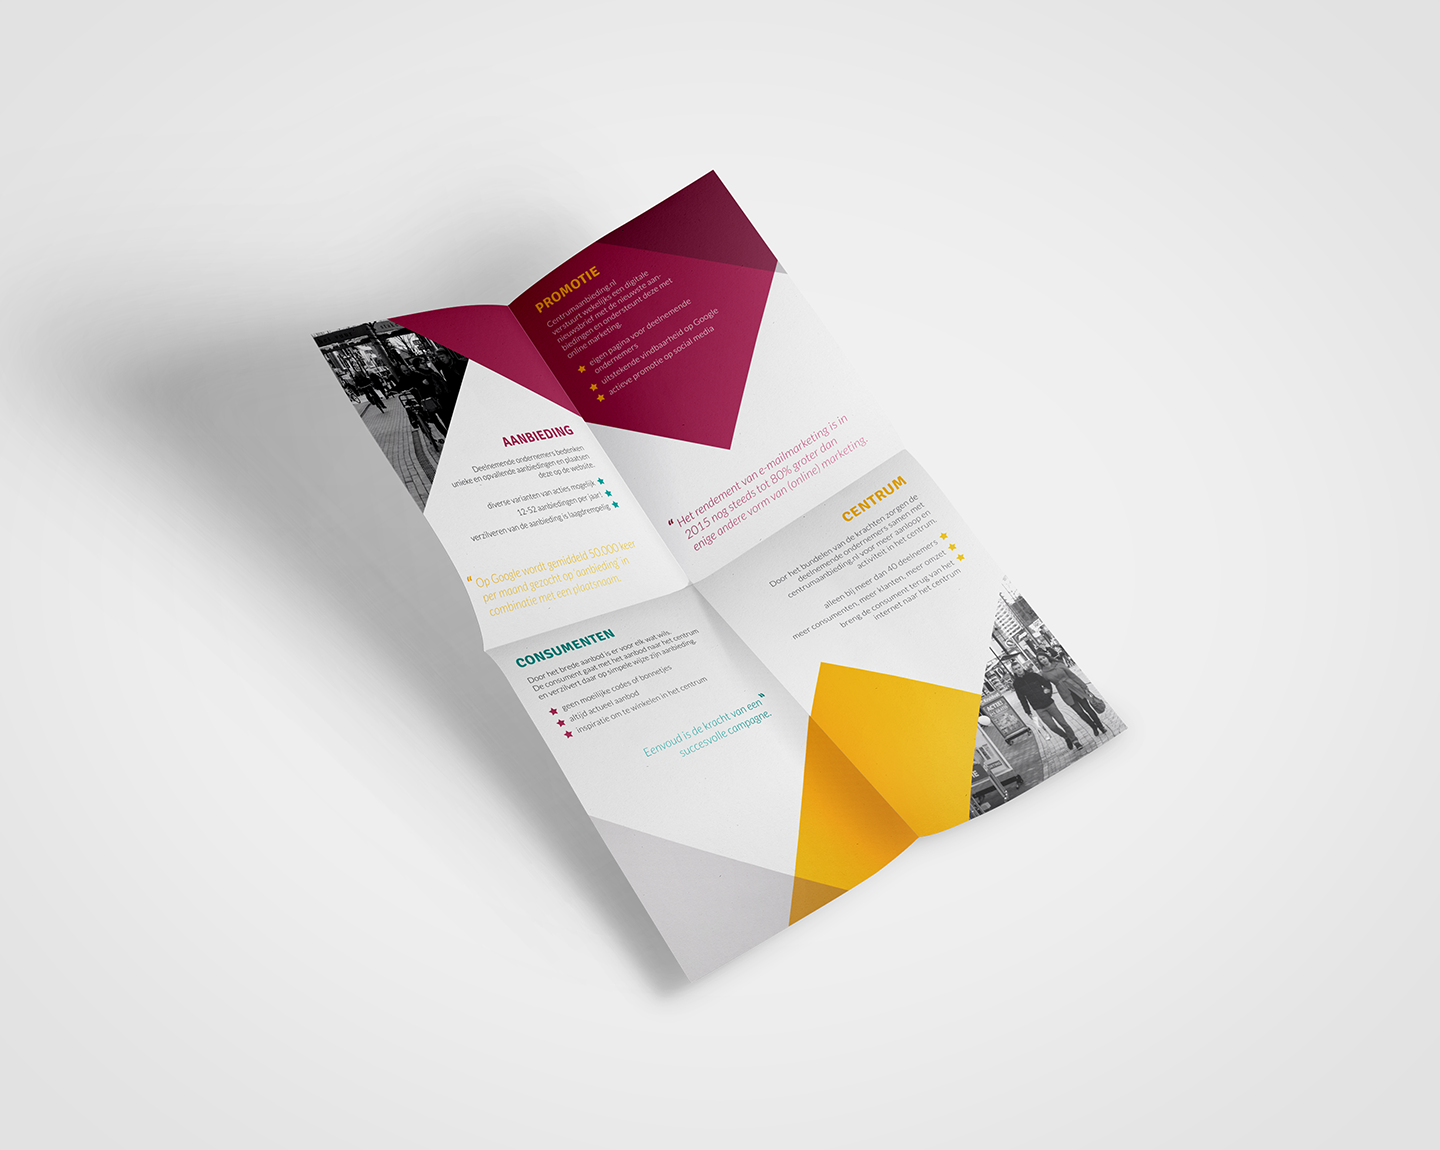 PROMOTIE
Centrumaanbieding.nl
verstuurt wekelijks een digitale
nieuwsbrief met de nieuwste aan-
biedingen en ondersteunt deze met
online marketing.
eigen pagina voor deelnemende
ondernemers
uitstekende vindbaarheid op Google
actieve promotie op social media
AANBIEDING
Deelnemende ondernemers bedenken
unieke en opvallende aanbiedingen en plaatsen
deze op de website.
diverse varianten van acties mogelijk
12-52 aanbiedingen per jaar!
verzilveren van de aanbieding is laagdrempelig
“ Het rendement van e-mailmarketing is in
2015 nog steeds tot 80% groter dan
enige andere vorm van (online) marketing.
“ Op Google wordt gemiddeld 50.000 keer
per maand gezocht op 'aanbieding' in
combinatie met een plaatsnaam.
CENTRUM
Door het bundelen van de krachten zorgen de
deelnemende ondernemers samen met
centrumaanbieding.nl voor meer aanloop en
activiteit in het centrum.
alleen bij meer dan 40 deelnemers
meer consumenten, meer klanten, meer omzet
breng de consument terug van het
internet naar het centrum
CONSUMENTEN
Door het brede aanbod is er voor elk wat wils.
De consument gaat met het aanbod naar het centrum
en verzilvert daar op simpele wijze zijn aanbieding.
geen moeilijke codes of bonnetjes
altijd actueel aanbod
inspiratie om te winkelen in het centrum
Eenvoud is de kracht van een ”
succesvolle campagne.